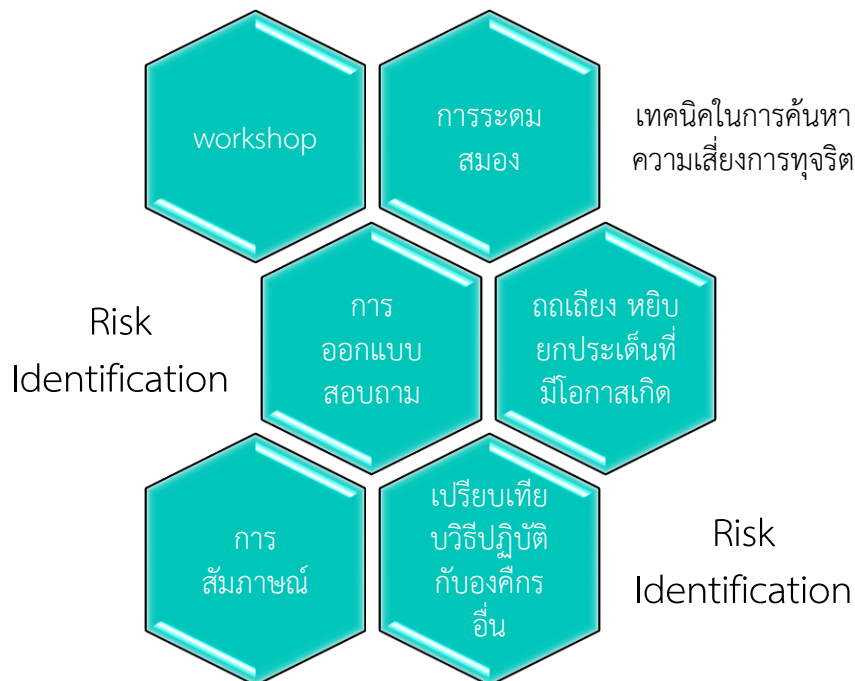 workshop
การระดม
สมอง
เทคนิคในการค้นหา
ความเสี่ยงการทุจริต
Risk
Identification
การ
ออกแบบ
สอบถาม
ถถเถียง หยิบ
ยกประเด็นที่
มีโอกาสเกิด
การ
สัมภาษณ์
เปรียบเทีย
บวิธีปฏิบัติ
กับองคืกร
อื่น
Risk
Identification